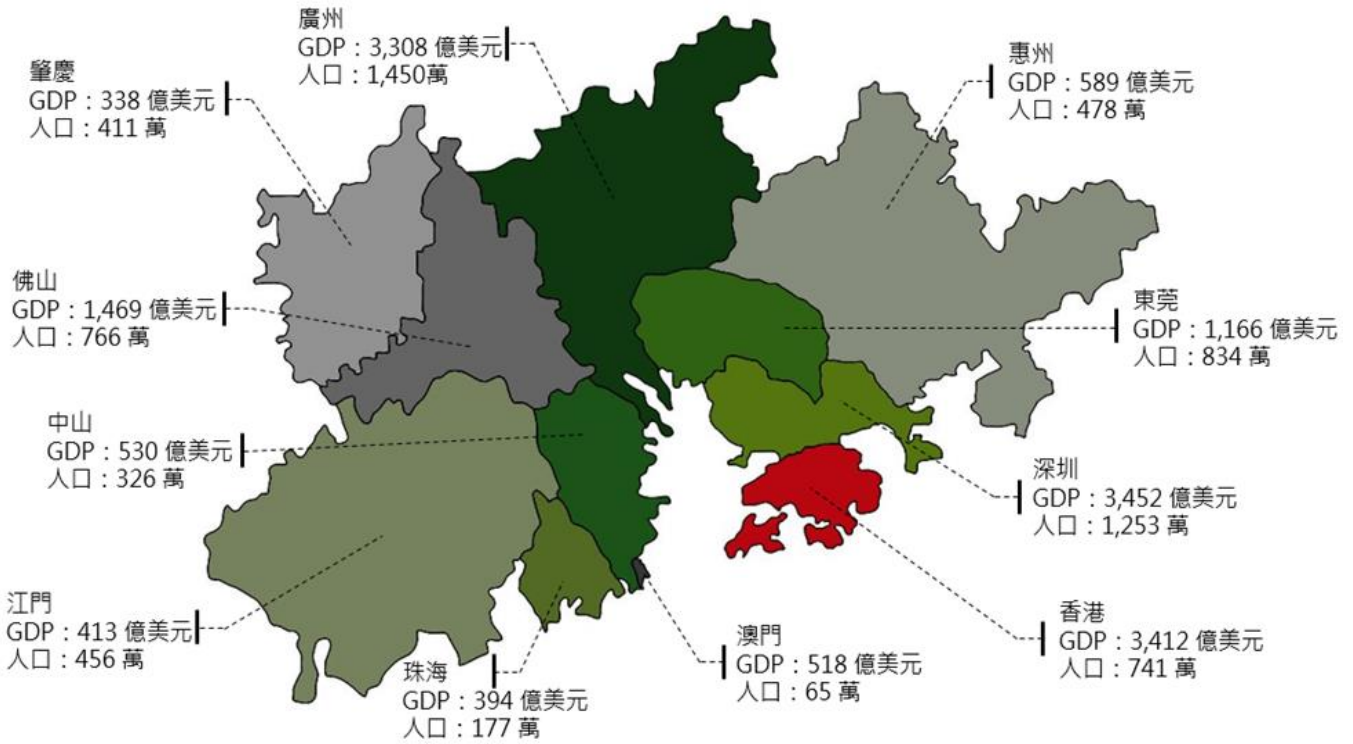 廣州
GDP：3,308 億美元
人口：1,450萬
惠州
GDP：589 億美元
人口：478 萬
肇慶
GDP：338 億美元
人口：411 萬
佛山
GDP：1,469 億美元
人口：766 萬
東莞
GDP：1,166 億美元
人口：834 萬
中山
GDP：530 億美元
人口：326 萬
深圳
GDP：3,452 億美元
人口：1,253 萬
江門
GDP：413 億美元
人口：456 萬
珠海
GDP：394 億美元
人口：177 萬
澳門
GDP：518 億美元
人口：65 萬
香港
GDP：3,412 億美元
人口：741 萬